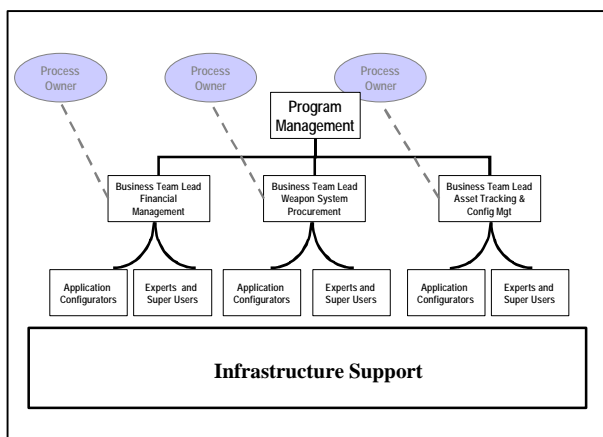 Process
Owner
Process
Owner
Process
Owner
Program
Management
Business Team Lead
Financial
Management
Business Team Lead
Weapon System
Procurement
Business Team Lead
Asset Tracking &
Config Mgt
Application
Configurators
Experts and
Super Users
Application
Configurators
Experts and
Super Users
Application
Configurators
Experts and
Super Users
Infrastructure Support